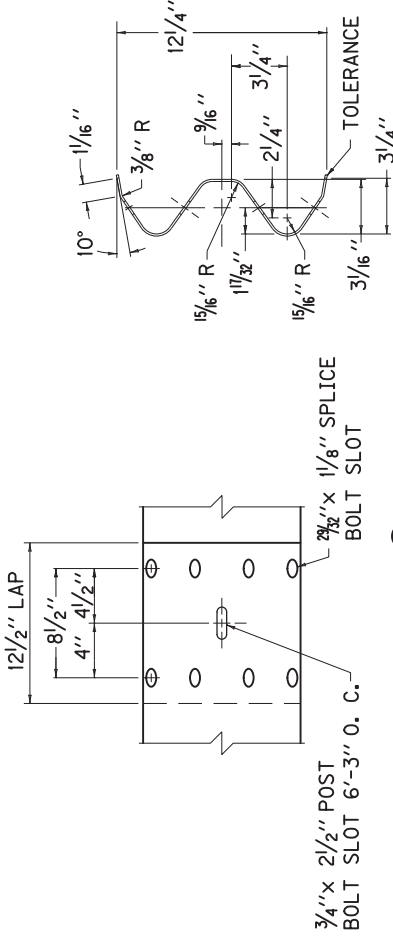 12 1/2" LAP
8 1/2"
4" 4 1/2"
29/32" x 1 1/8" SPLICE
BOLT SLOT
3/4" x 2 1/2" POST
BOLT SLOT 6'-3" O. C.
12 1/4"
1 1/16"
3/8" R
10°
9/16"
3 1/4"
2 1/4"
15/16" R
1 17/32"
15/16" R
TOLERANCE
3 1/16"
3 1/4"